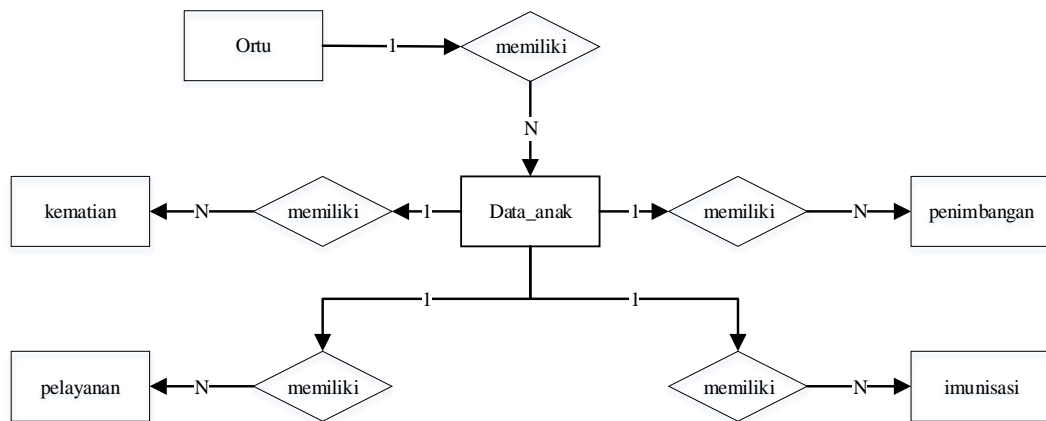 Ortu
1
memiliki
N
kematian
N
memiliki
1
Data_anak
1
memiliki
N
penimbangan
1
1
pelayanan
N
memiliki
memiliki
N
imunisasi